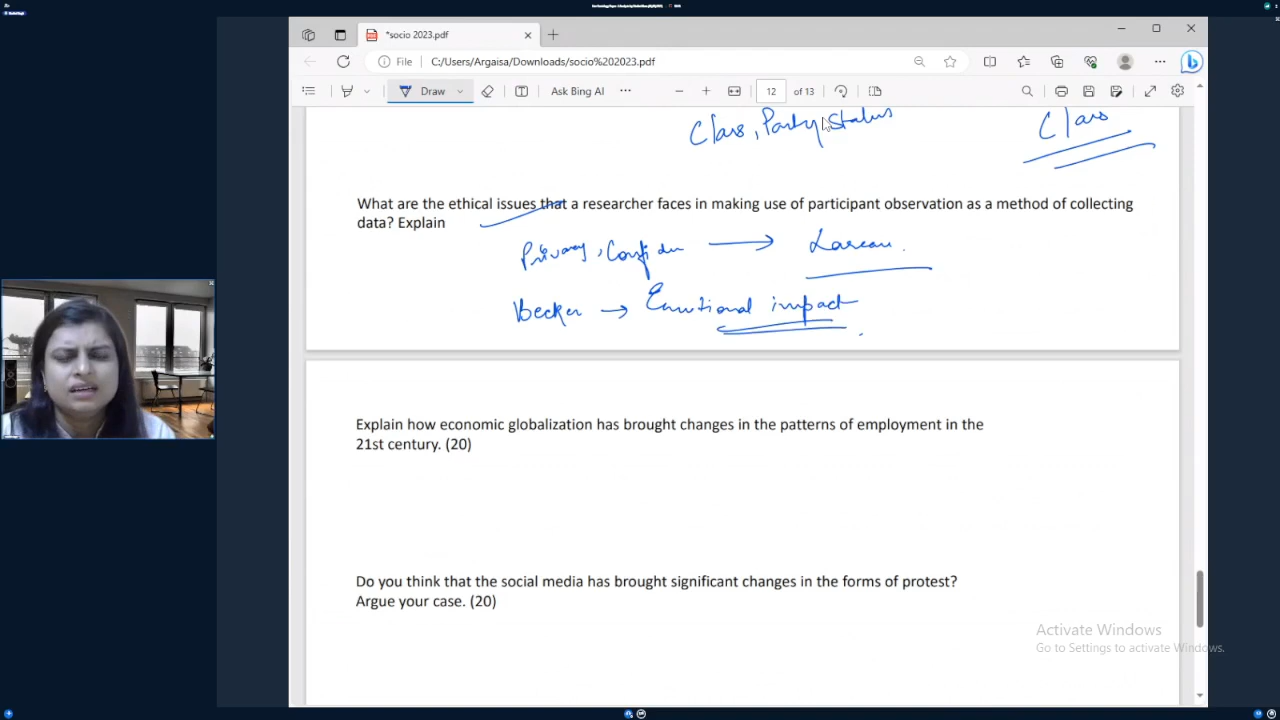 *socio 2023.pdf
File C:/Users/Argaisa/Downloads/socio%202023.pdf
Draw Ask Bing AI 12 of 13
Class, Party, Status
Class
What are the ethical issues that a researcher faces in making use of participant observation as a method of collecting
data? Explain
Privacy, Lareau.
Becker → Emotional impact
Explain how economic globalization has brought changes in the patterns of employment in the
21st century. (20)
Do you think that the social media has brought significant changes in the forms of protest?
Argue your case. (20)
Activate Windows
Go to Settings to activate Windows.